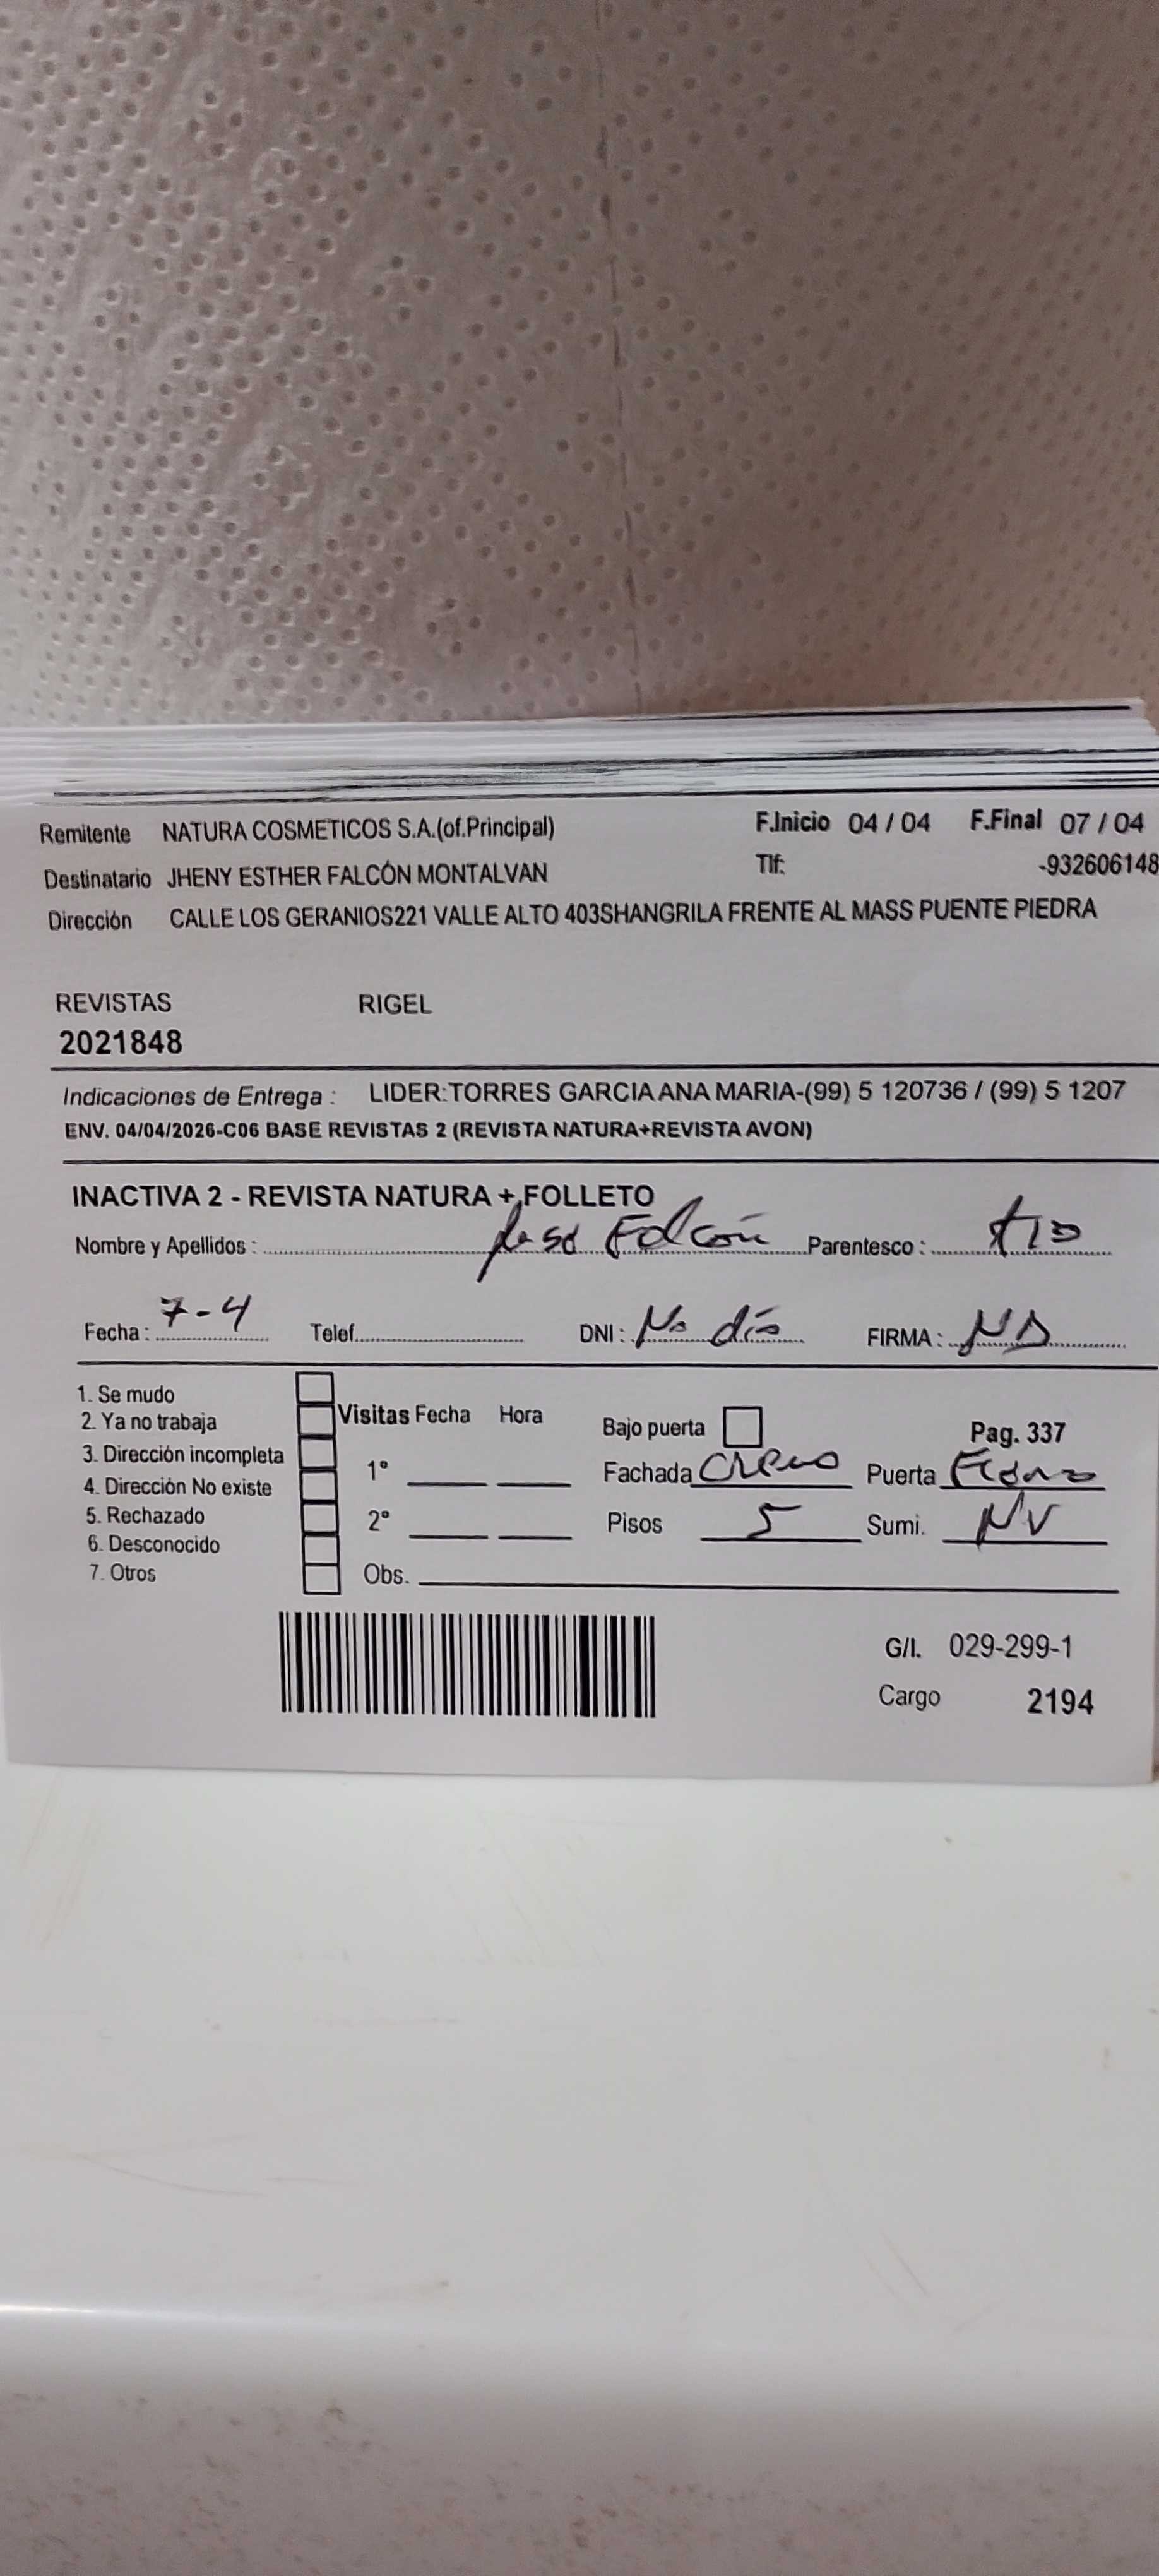 Remitente NATURA COSMETICOS S.A.(of.Principal) F.Inicio 04 / 04 F.Final 07 / 04
Destinatario JHENY ESTHER FALCÓN MONTALVAN Tlf: -932606148
Dirección CALLE LOS GERANIOS221 VALLE ALTO 403SHANGRILA FRENTE AL MASS PUENTE PIEDRA
REVISTAS RIGEL
2021848
Indicaciones de Entrega : LIDER:TORRES GARCIA ANA MARIA-(99) 5 120736 / (99) 5 1207
ENV. 04/04/2026-C06 BASE REVISTAS 2 (REVISTA NATURA+REVISTA AVON)
INACTIVA 2 - REVISTA NATURA + FOLLETO
Nombre y Apellidos : Falcón Parentesco : tio
Fecha : 7-4 Telef. DNI : No dio FIRMA :
1. Se mudo
2. Ya no trabaja
3. Dirección incompleta
4. Dirección No existe
5. Rechazado
6. Desconocido
7. Otros
Visitas Fecha Hora
1°
2°
Obs.
Bajo puerta Pag. 337
Fachada Crema Puerta
Pisos 5 Sumi. NV
G/I. 029-299-1
Cargo 2194